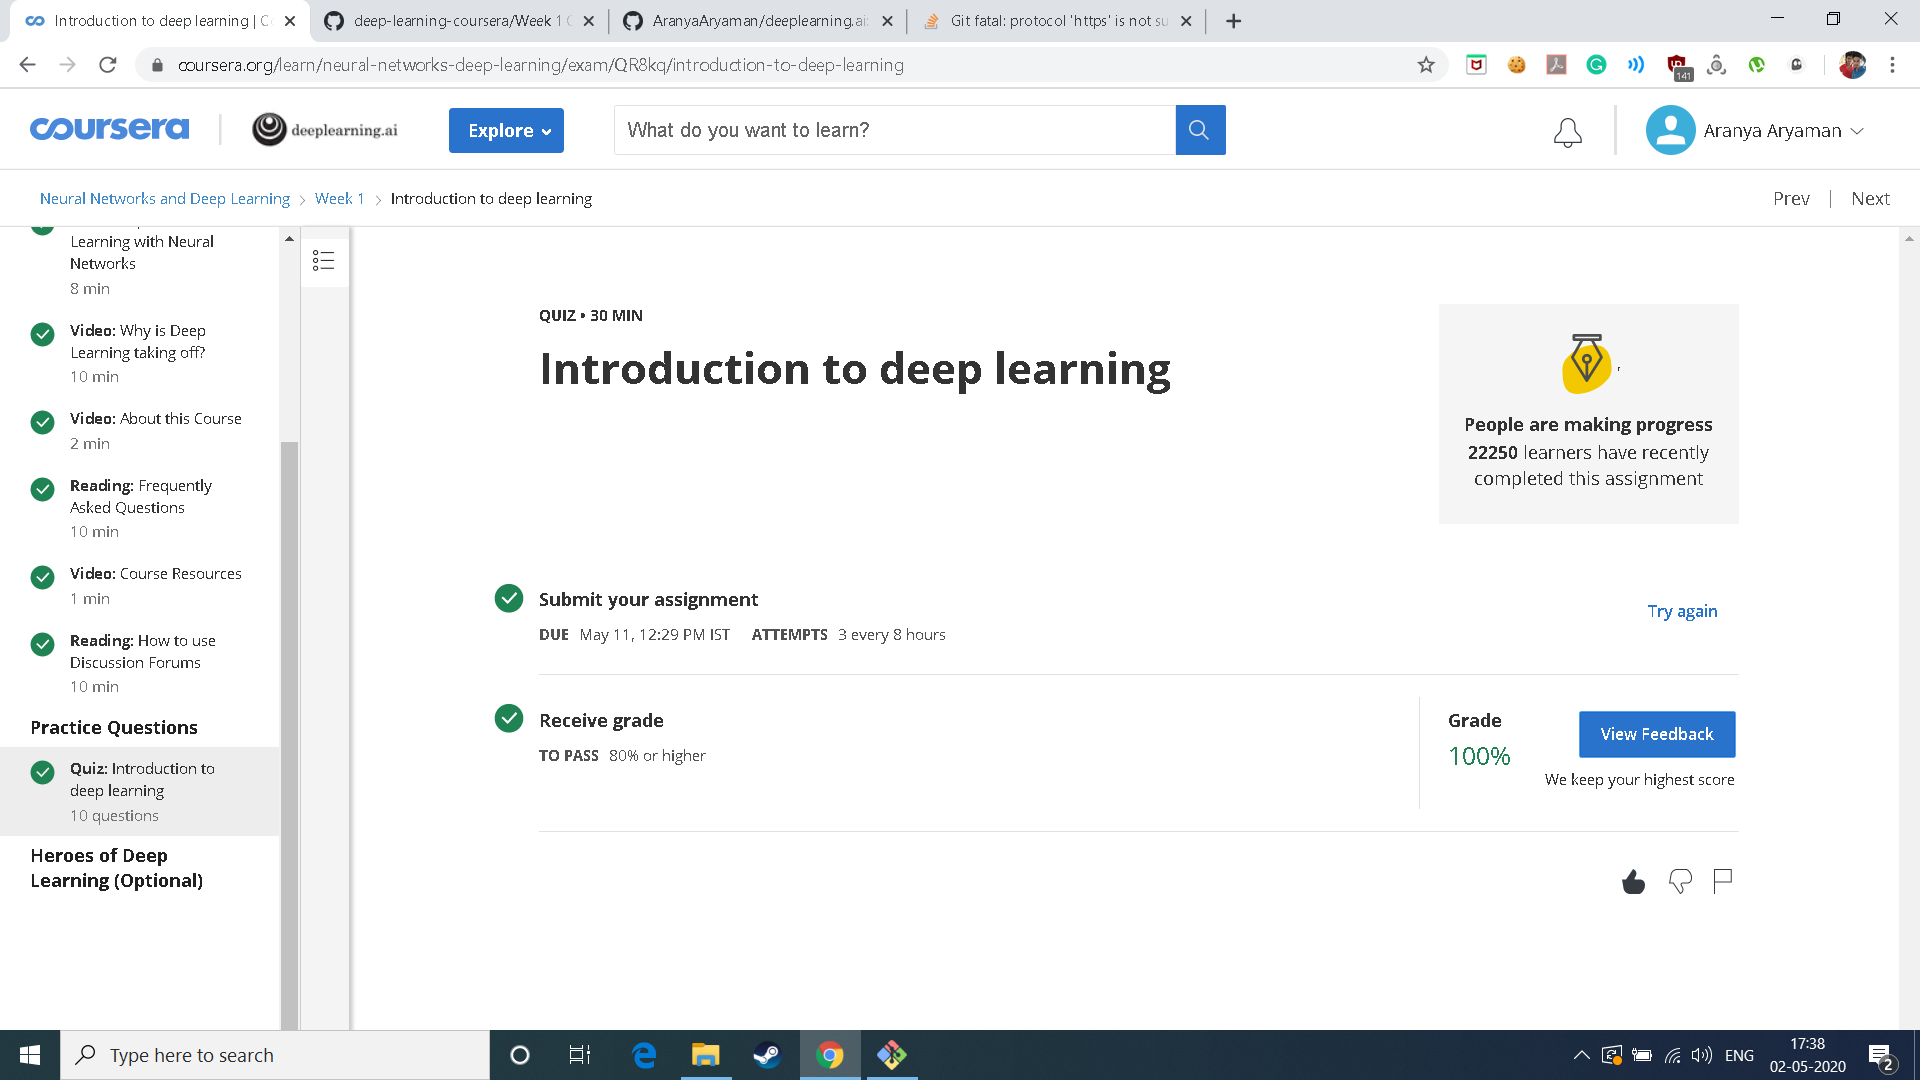 Introduction to deep learning | Co
deep-learning-coursera/Week 1 Q
AranyaAryaman/deeplearning.ai:
Git fatal: protocol 'https' is not su
coursera.org/learn/neural-networks-deep-learning/exam/QR8kq/introduction-to-deep-learning
141
coursera
deeplearning.ai
Explore
What do you want to learn?
Aranya Aryaman
Neural Networks and Deep Learning
Week 1
Introduction to deep learning
Prev
Next
Learning with Neural
Networks
8 min
Video: Why is Deep
Learning taking off?
10 min
Video: About this Course
2 min
Reading: Frequently
Asked Questions
10 min
Video: Course Resources
1 min
Reading: How to use
Discussion Forums
10 min
Practice Questions
Quiz: Introduction to
deep learning
10 questions
Heroes of Deep
Learning (Optional)
QUIZ • 30 MIN
Introduction to deep learning
People are making progress
22250 learners have recently
completed this assignment
Submit your assignment
DUE May 11, 12:29 PM IST ATTEMPTS 3 every 8 hours
Try again
Receive grade
TO PASS 80% or higher
Grade
100%
View Feedback
We keep your highest score
Type here to search
ENG
17:38
02-05-2020
2